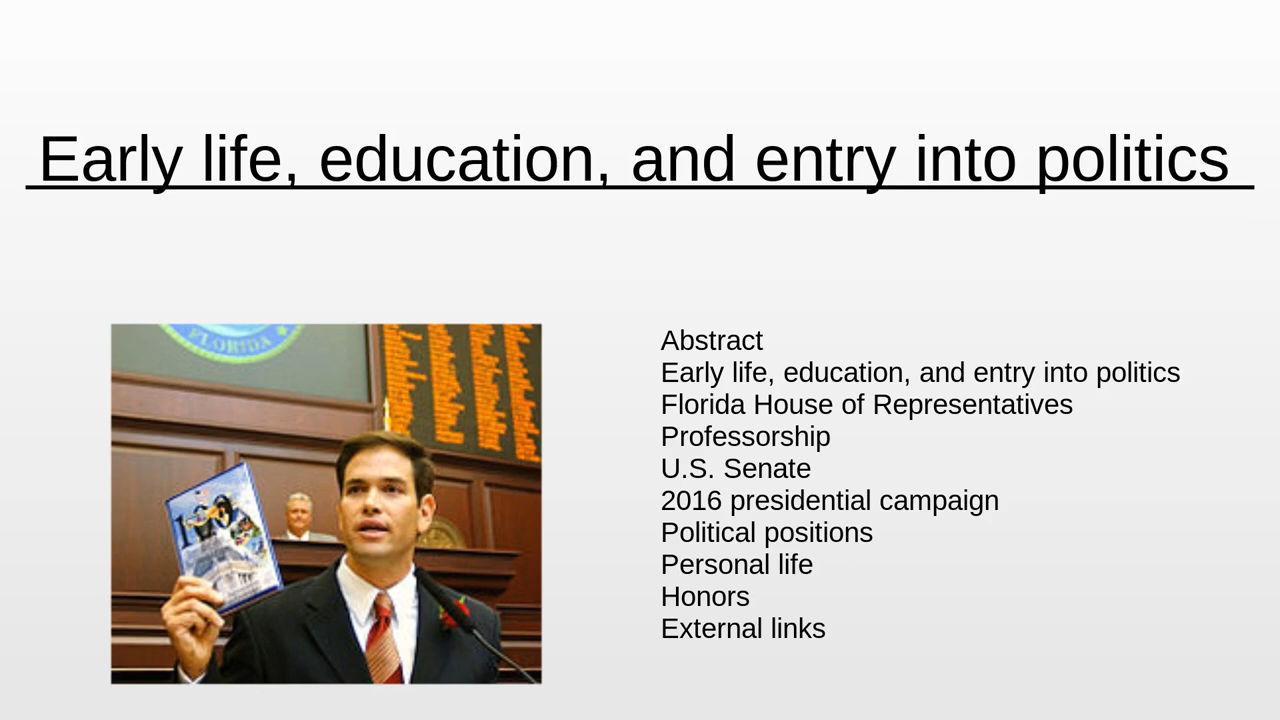 Early life, education, and entry into politics
FLORIDA
Abstract
Early life, education, and entry into politics
Florida House of Representatives
Professorship
U.S. Senate
2016 presidential campaign
Political positions
Personal life
Honors
External links